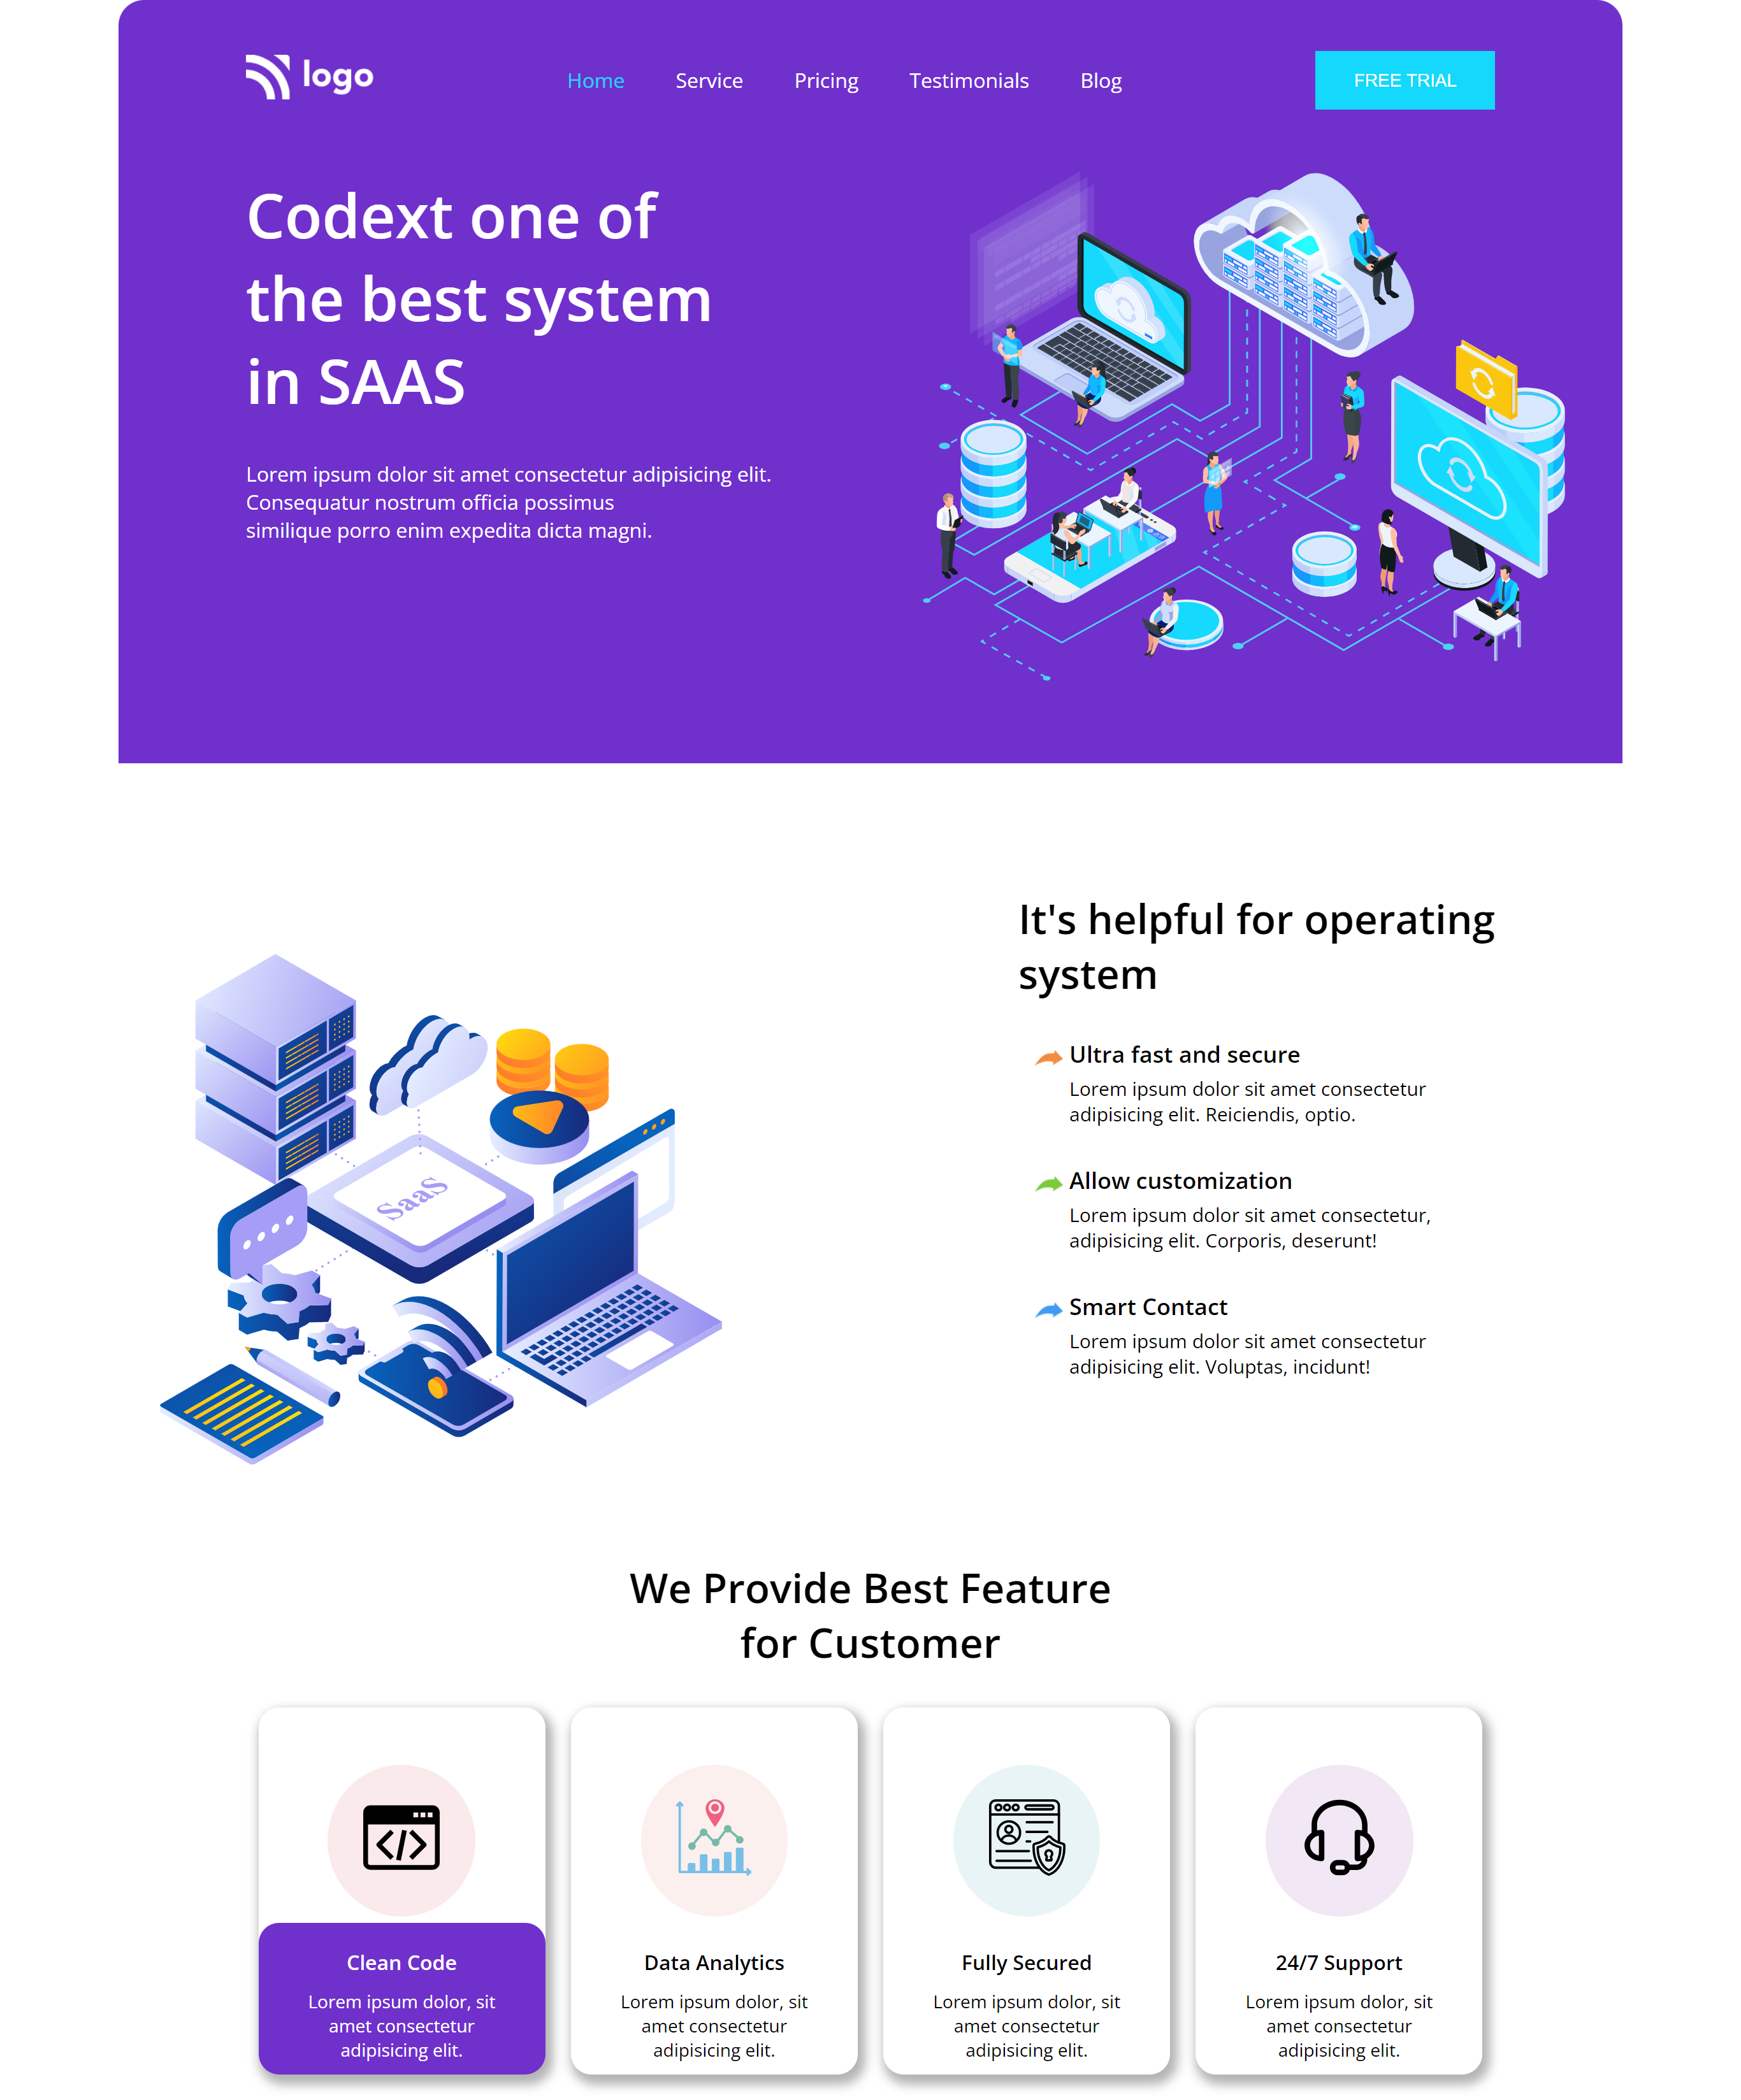 logo
Home Service Pricing Testimonials Blog FREE TRIAL
Codext one of
the best system
in SAAS
Lorem ipsum dolor sit amet consectetur adipisicing elit.
Consequatur nostrum officia possimus
similique porro enim expedita dicta magni.
SaaS
It's helpful for operating
system
Ultra fast and secure
Lorem ipsum dolor sit amet consectetur
adipisicing elit. Reiciendis, optio.
Allow customization
Lorem ipsum dolor sit amet consectetur,
adipisicing elit. Corporis, deserunt!
Smart Contact
Lorem ipsum dolor sit amet consectetur
adipisicing elit. Voluptas, incidunt!
We Provide Best Feature
for Customer
Clean Code
Lorem ipsum dolor, sit
amet consectetur
adipisicing elit.
Data Analytics
Lorem ipsum dolor, sit
amet consectetur
adipisicing elit.
Fully Secured
Lorem ipsum dolor, sit
amet consectetur
adipisicing elit.
24/7 Support
Lorem ipsum dolor, sit
amet consectetur
adipisicing elit.